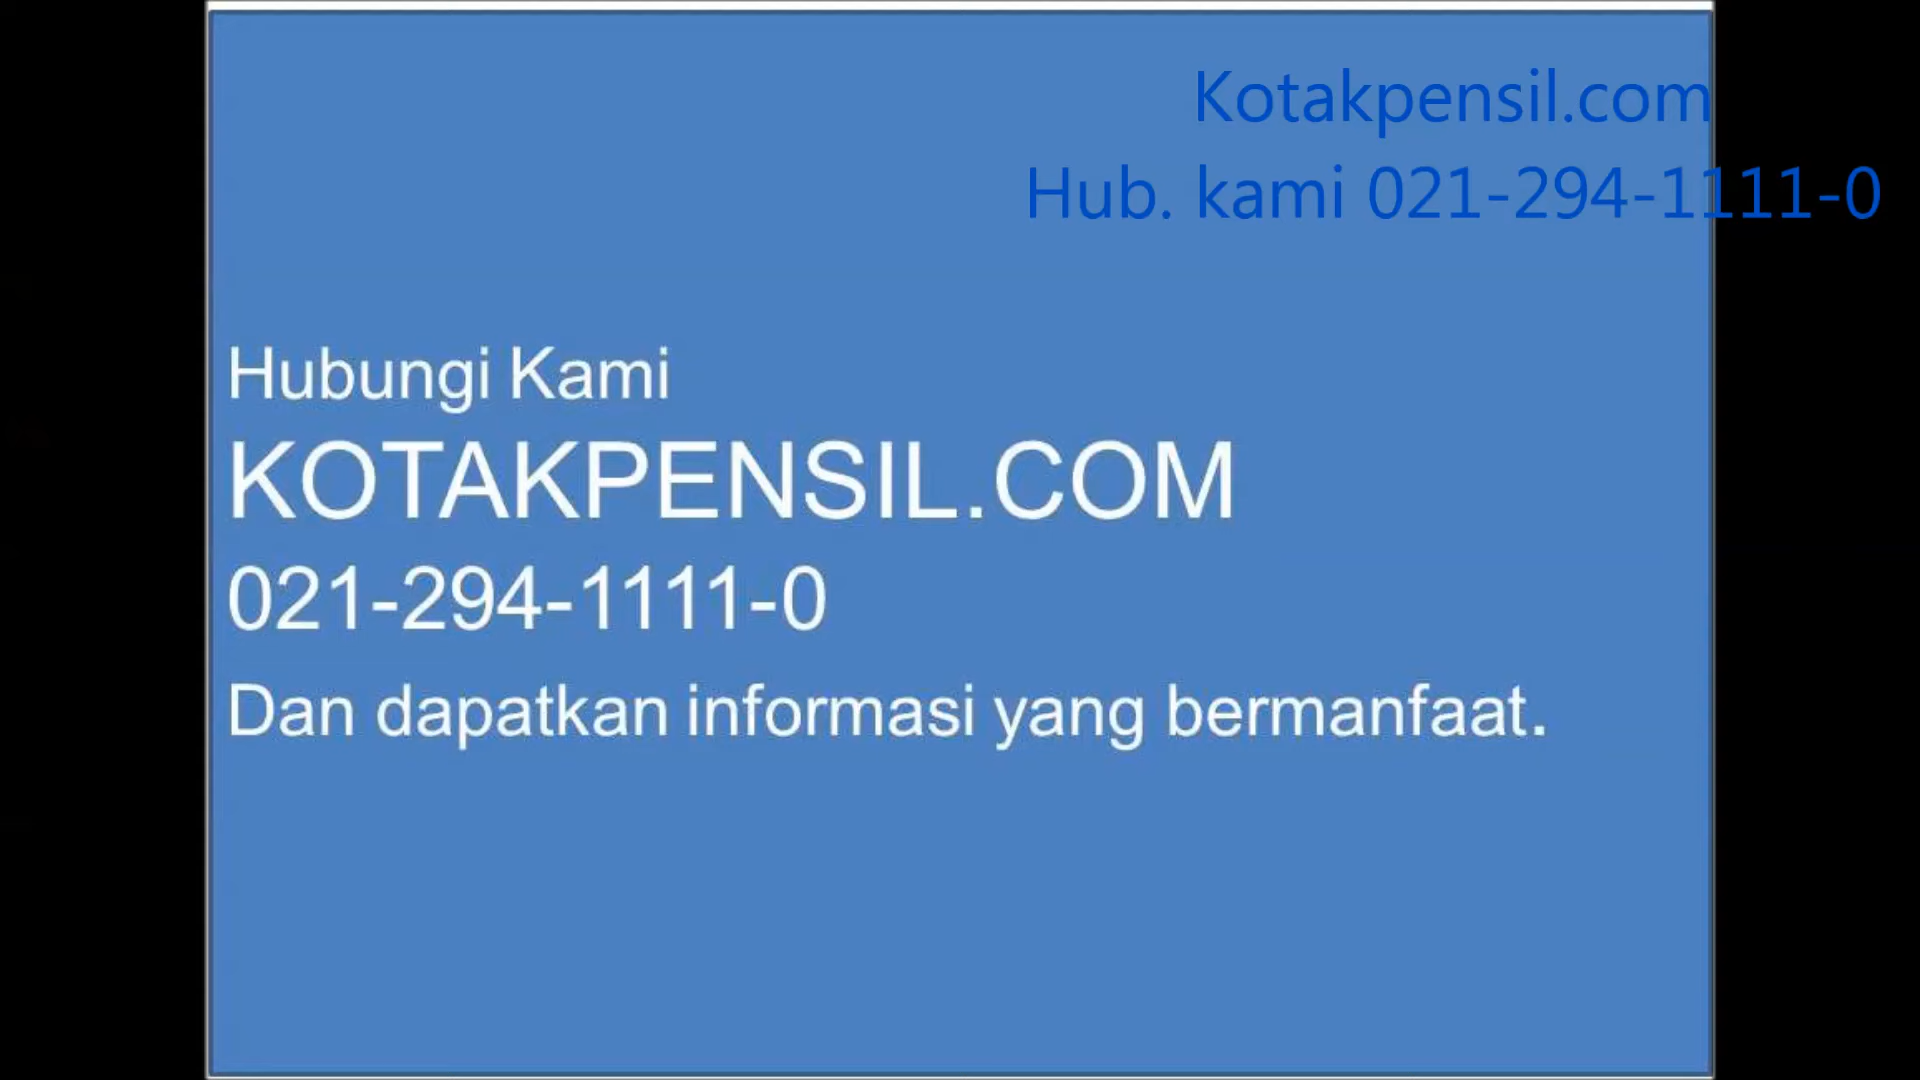 Kotakpensil.com
Hub. kami 021-294-1111-0
Hubungi Kami
KOTAKPENSIL.COM
021-294-1111-0
Dan dapatkan informasi yang bermanfaat.